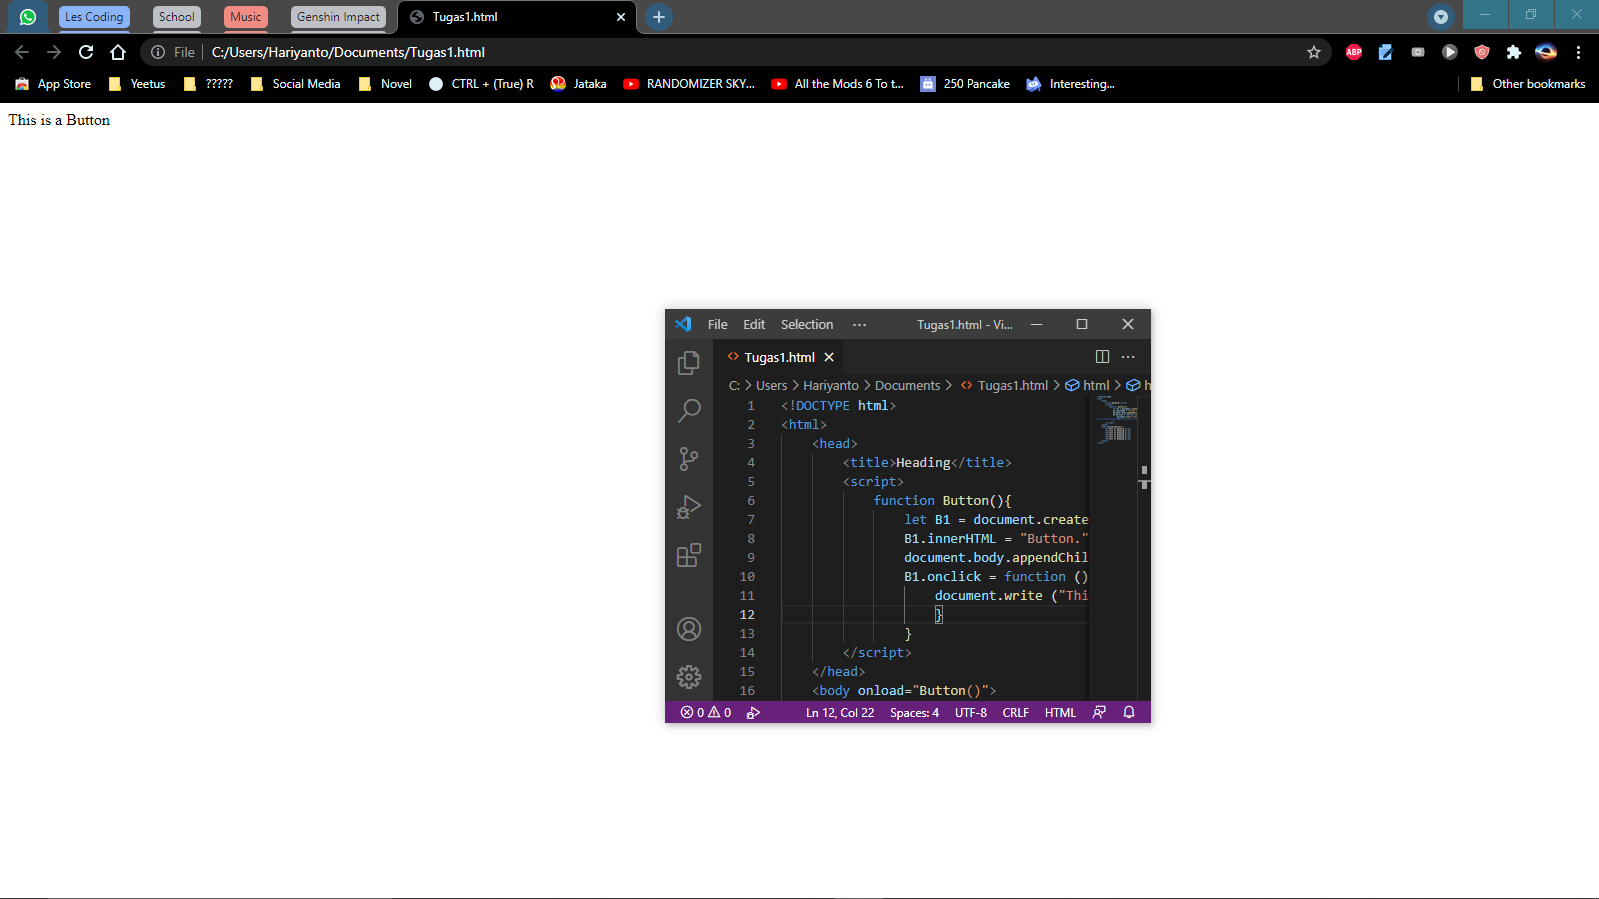 Les Coding School Music Genshin Impact Tugas1.html
File C:/Users/Hariyanto/Documents/Tugas1.html ABP
App Store Yeetus ????? Social Media Novel CTRL + (True) R Jataka RANDOMIZER SKY... All the Mods 6 To t... 250 Pancake Interesting... Other bookmarks
This is a Button
File Edit Selection ··· Tugas1.html - Vi...
Tugas1.html
C: > Users > Hariyanto > Documents > Tugas1.html > html > h
1 <!DOCTYPE html>
2 <html>
3 <head>
4 <title>Heading</title>
5 <script>
6 function Button(){
7 let B1 = document.create
8 B1.innerHTML = "Button."
9 document.body.appendChil
10 B1.onclick = function ()
11 document.write ("Thi
12 }
13 }
14 </script>
15 </head>
16 <body onload="Button()">
0 0 Ln 12, Col 22 Spaces: 4 UTF-8 CRLF HTML